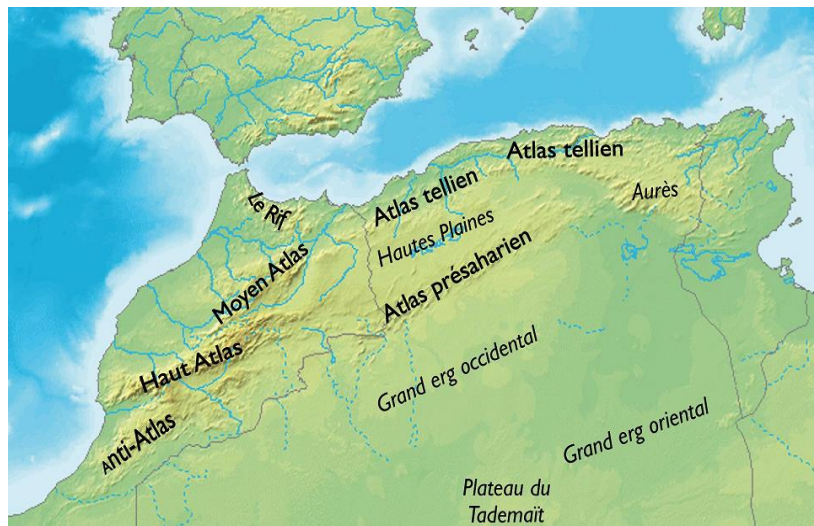 Atlas tellien
Le Rif
Atlas tellien
Aurès
Hautes Plaines
Moyen Atlas
Atlas présaharien
Haut Atlas
Grand erg occidental
Anti-Atlas
Grand erg oriental
Plateau du
Tademaït